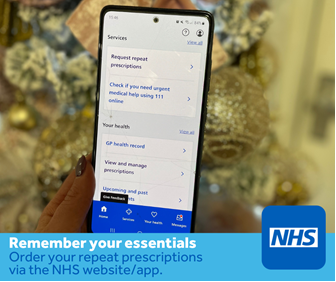 Services
View all
Request repeat
prescriptions
Check if you need urgent
medical help using 111
online
Your health
View all
GP health record
View and manage
prescriptions
Upcoming and past
Give feedback
Home
Services
Your health
Messages
Remember your essentials
Order your repeat prescriptions
via the NHS website/app.
NHS